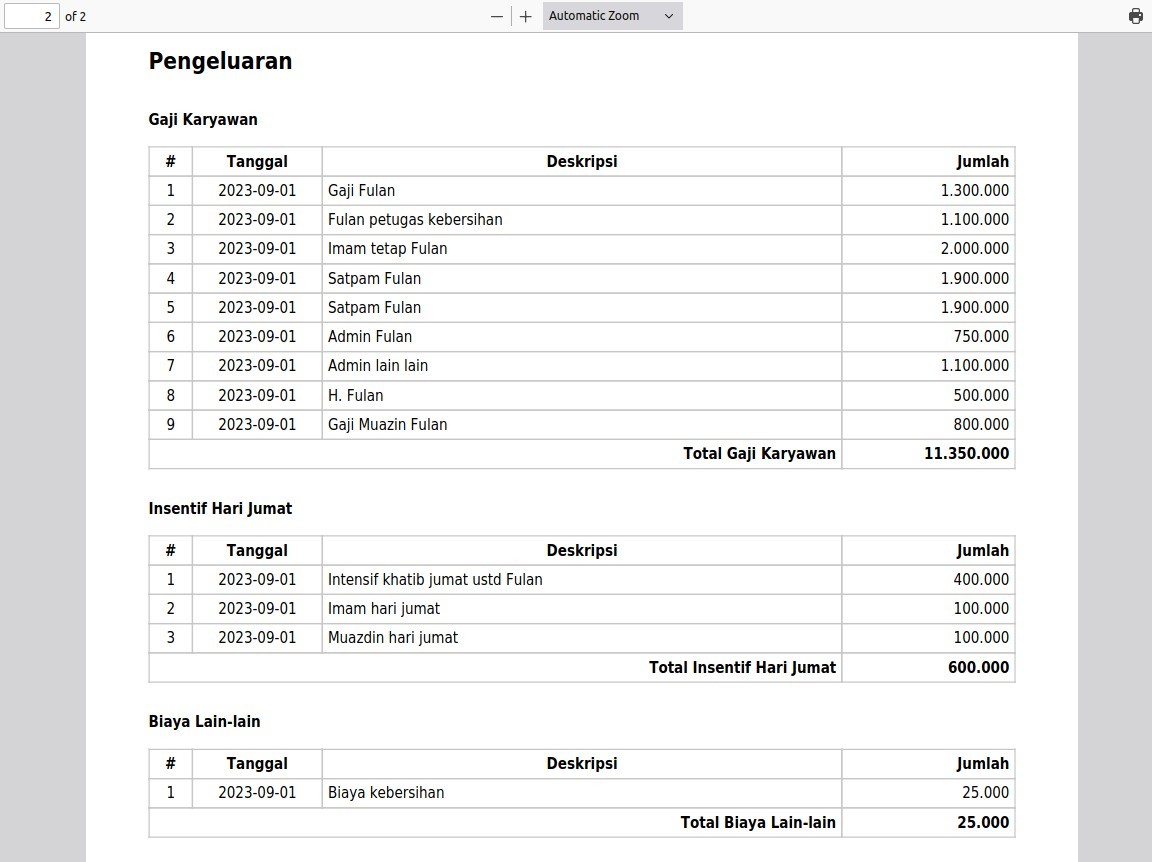 2 of 2 Automatic Zoom
Pengeluaran
Gaji Karyawan
# Tanggal Deskripsi Jumlah
1 2023-09-01 Gaji Fulan 1.300.000
2 2023-09-01 Fulan petugas kebersihan 1.100.000
3 2023-09-01 Imam tetap Fulan 2.000.000
4 2023-09-01 Satpam Fulan 1.900.000
5 2023-09-01 Satpam Fulan 1.900.000
6 2023-09-01 Admin Fulan 750.000
7 2023-09-01 Admin lain lain 1.100.000
8 2023-09-01 H. Fulan 500.000
9 2023-09-01 Gaji Muazin Fulan 800.000
Total Gaji Karyawan 11.350.000
Insentif Hari Jumat
# Tanggal Deskripsi Jumlah
1 2023-09-01 Intensif khatib jumat ustd Fulan 400.000
2 2023-09-01 Imam hari jumat 100.000
3 2023-09-01 Muazdin hari jumat 100.000
Total Insentif Hari Jumat 600.000
Biaya Lain-lain
# Tanggal Deskripsi Jumlah
1 2023-09-01 Biaya kebersihan 25.000
Total Biaya Lain-lain 25.000